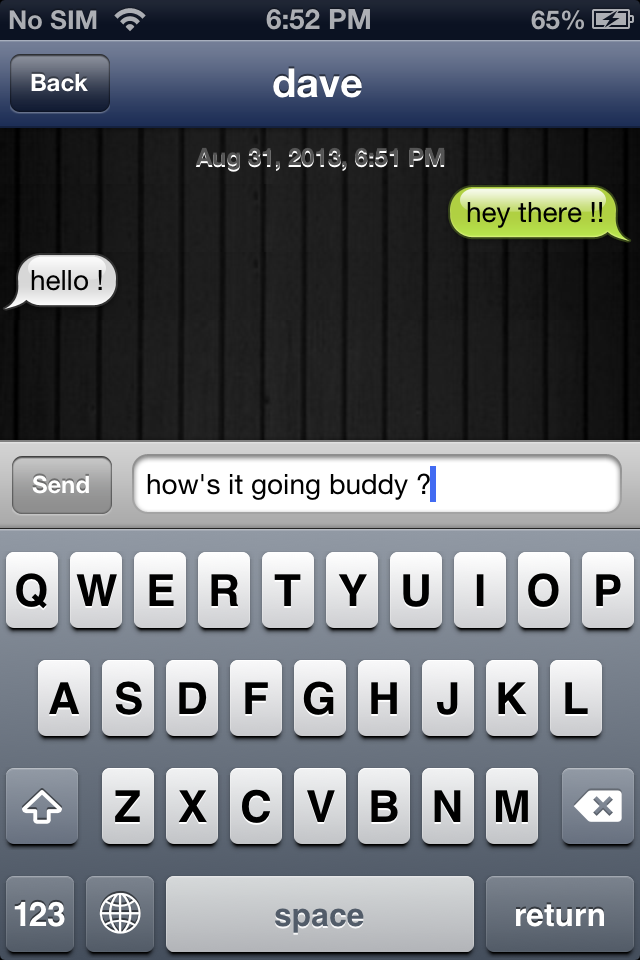 No SIM 6:52 PM 65%
Back dave
Aug 31, 2013, 6:51 PM
hey there !!
hello !
Send how's it going buddy ?
Q W E R T Y U I O P
A S D F G H J K L
Z X C V B N M
123 space return